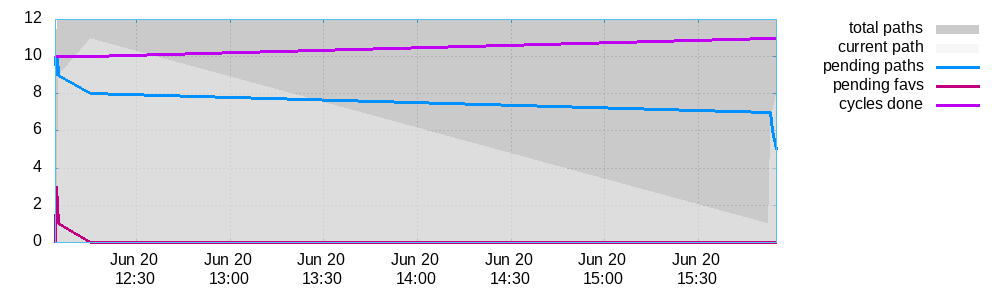 12
10
8
6
4
2
0
Jun 20 Jun 20 Jun 20 Jun 20 Jun 20 Jun 20 Jun 20
12:30 13:00 13:30 14:00 14:30 15:00 15:30
total paths
current path
pending paths
pending favs
cycles done